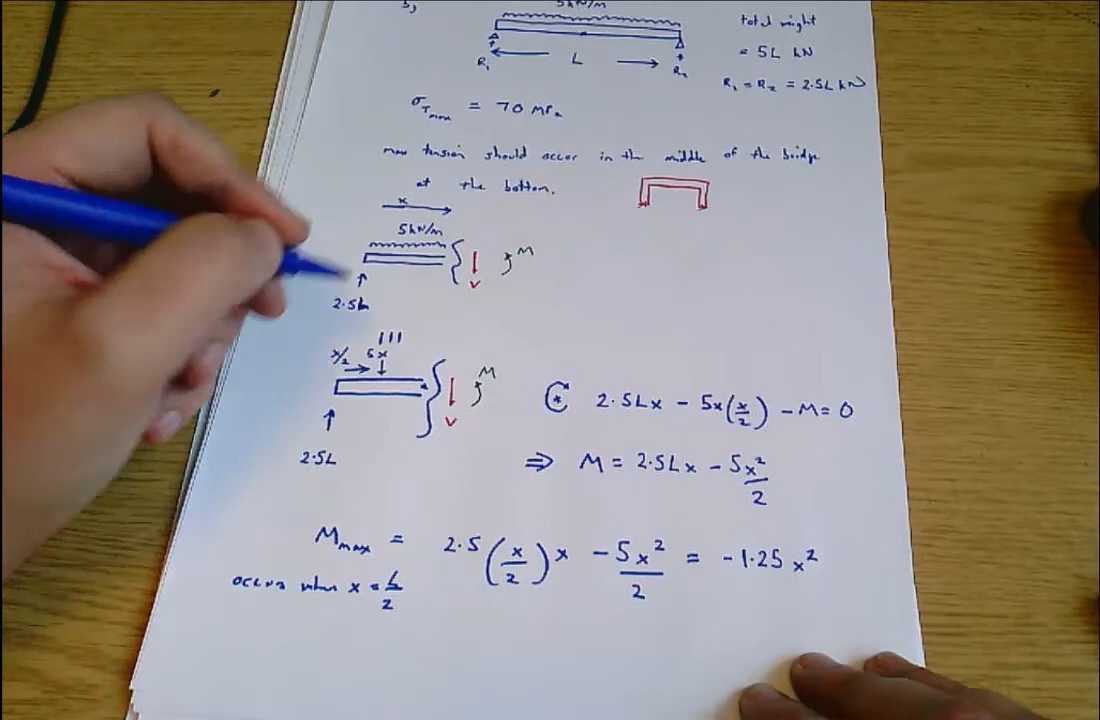 5kN/m
total weight
= 5L kN
R₁ L R₂
R₁ = R₂ = 2.5L kN
σTmax = 70 MPa
max tension should occur in the middle of the bridge
at the bottom.
x
5kN/m
M
V
2.5L
x/2 5x
M
V
2.5L
2.5Lx - 5x(x/2) - M = 0
⇒ M = 2.5Lx - 5x²/2
Mmax = 2.5(x/2)x - 5x²/2 = -1.25x²
occurs when x = L/2